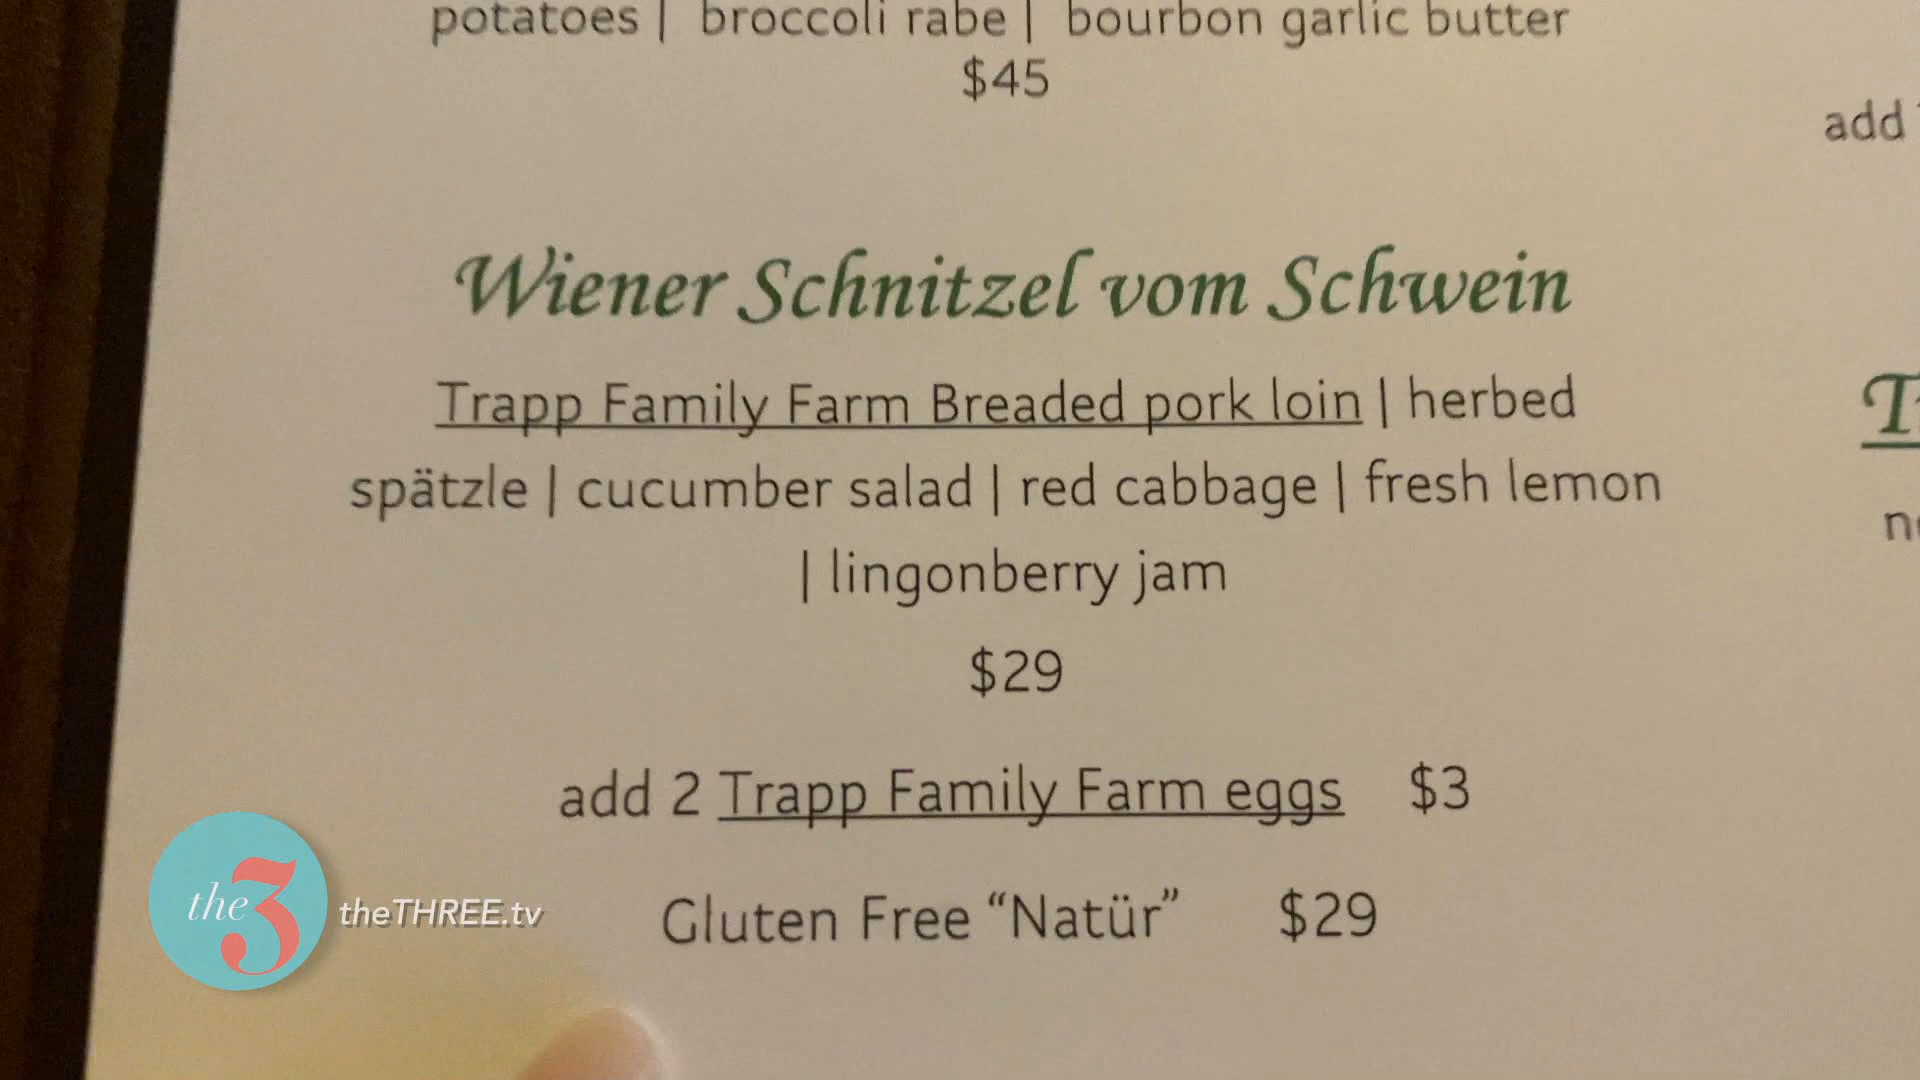 potatoes | broccoli rabe | bourbon garlic butter
$45
Wiener Schnitzel vom Schwein
Trapp Family Farm Breaded pork loin | herbed
spätzle | cucumber salad | red cabbage | fresh lemon
| lingonberry jam
$29
add 2 Trapp Family Farm eggs $3
Gluten Free “Natür” $29
add
the 3
theTHREE.tv